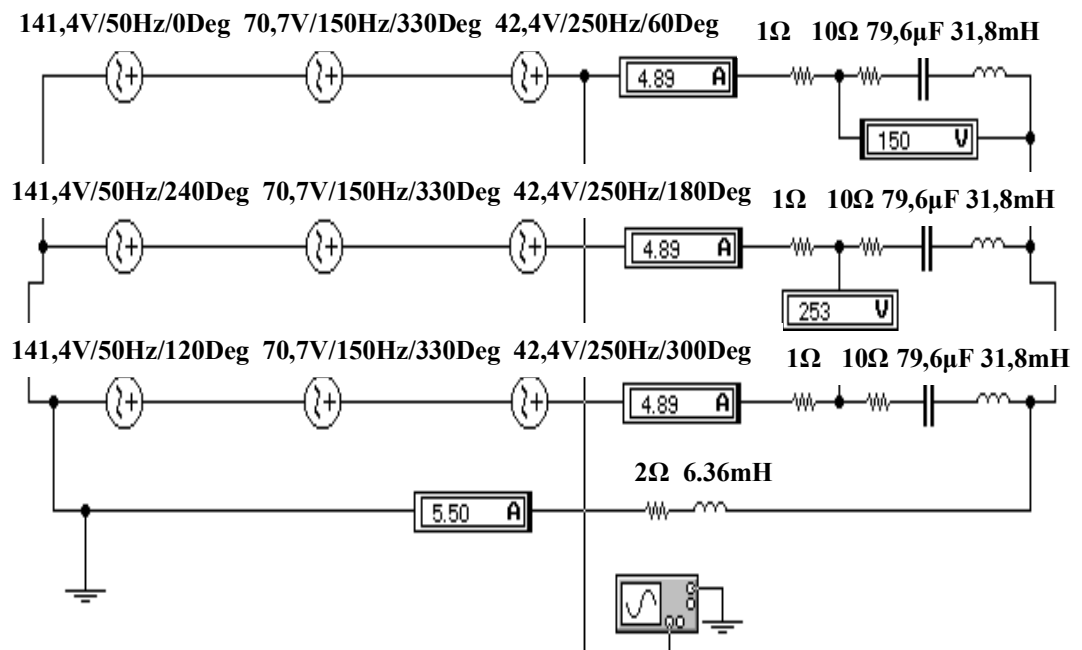 141,4V/50Hz/0Deg 70,7V/150Hz/330Deg 42,4V/250Hz/60Deg 1Ω 10Ω 79,6µF 31,8mH
4.89 A
150 V
141,4V/50Hz/240Deg 70,7V/150Hz/330Deg 42,4V/250Hz/180Deg 1Ω 10Ω 79,6µF 31,8mH
4.89 A
253 V
141,4V/50Hz/120Deg 70,7V/150Hz/330Deg 42,4V/250Hz/300Deg 1Ω 10Ω 79,6µF 31,8mH
4.89 A
2Ω 6.36mH
5.50 A